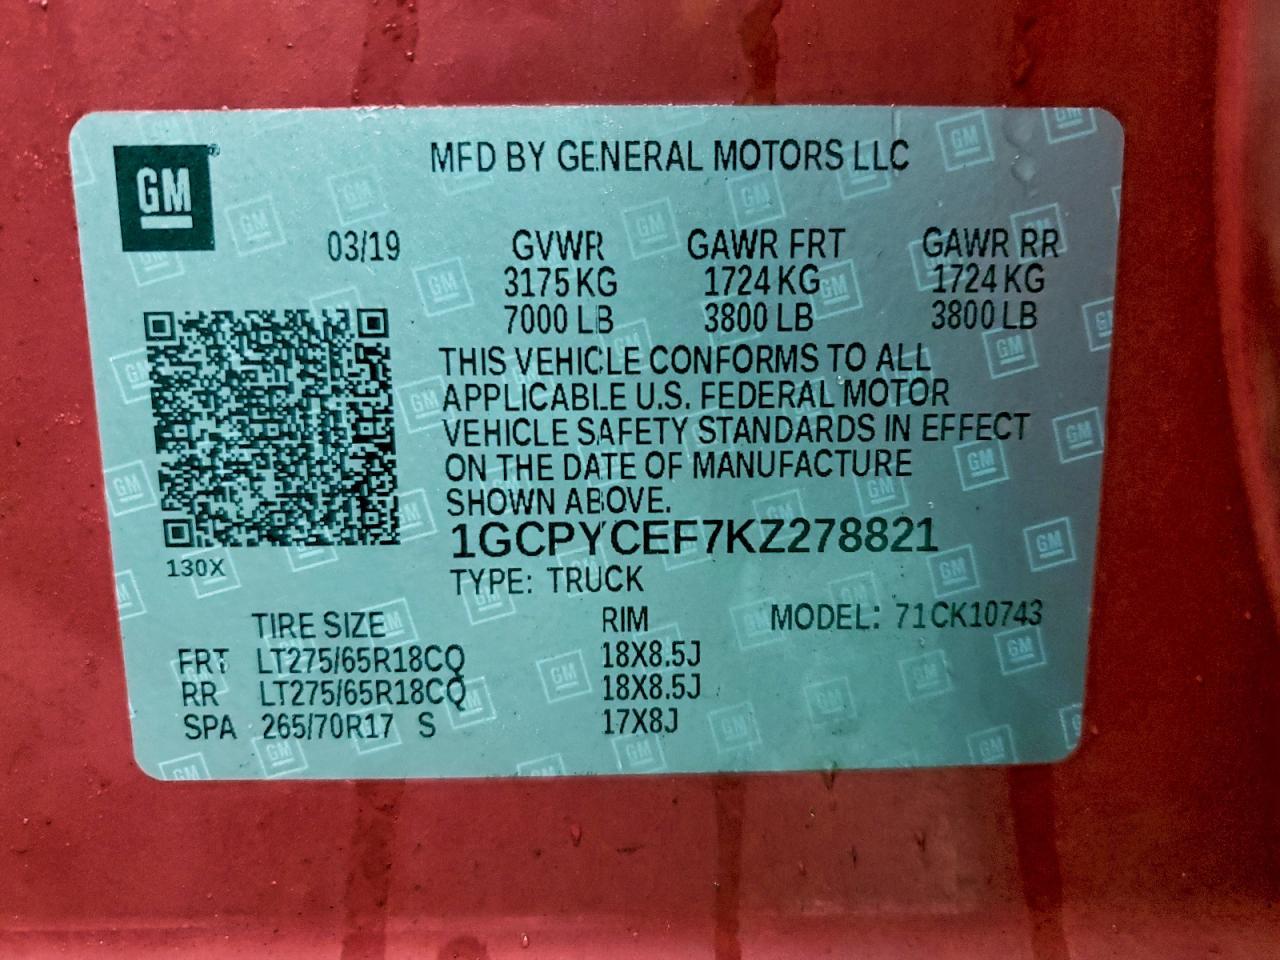 GM
MFD BY GENERAL MOTORS LLC
03/19 GVWR GAWR FRT GAWR RR
3175 KG 1724 KG 1724 KG
7000 LB 3800 LB 3800 LB
THIS VEHICLE CONFORMS TO ALL
APPLICABLE U.S. FEDERAL MOTOR
VEHICLE SAFETY STANDARDS IN EFFECT
ON THE DATE OF MANUFACTURE
SHOWN ABOVE.
1GCPYCEF7KZ278821
130X
TYPE: TRUCK
TIRE SIZE RIM MODEL: 71CK10743
FRT LT275/65R18CQ 18X8.5J
RR LT275/65R18CQ 18X8.5J
SPA 265/70R17 S 17X8J